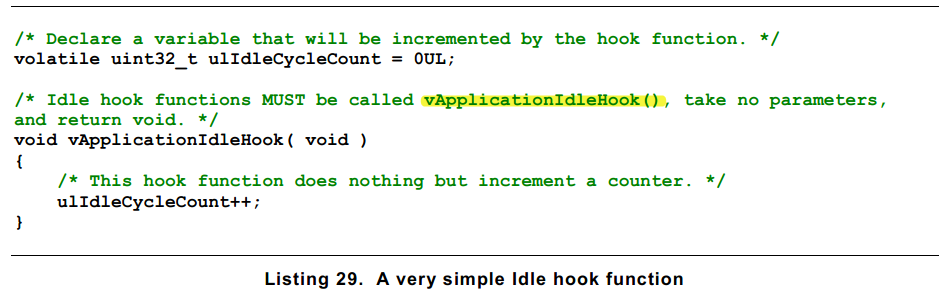 /* Declare a variable that will be incremented by the hook function. */
volatile uint32_t ulIdleCycleCount = 0UL;
/* Idle hook functions MUST be called vApplicationIdleHook(), take no parameters,
and return void. */
void vApplicationIdleHook( void )
{
    /* This hook function does nothing but increment a counter. */
    ulIdleCycleCount++;
}
Listing 29. A very simple Idle hook function